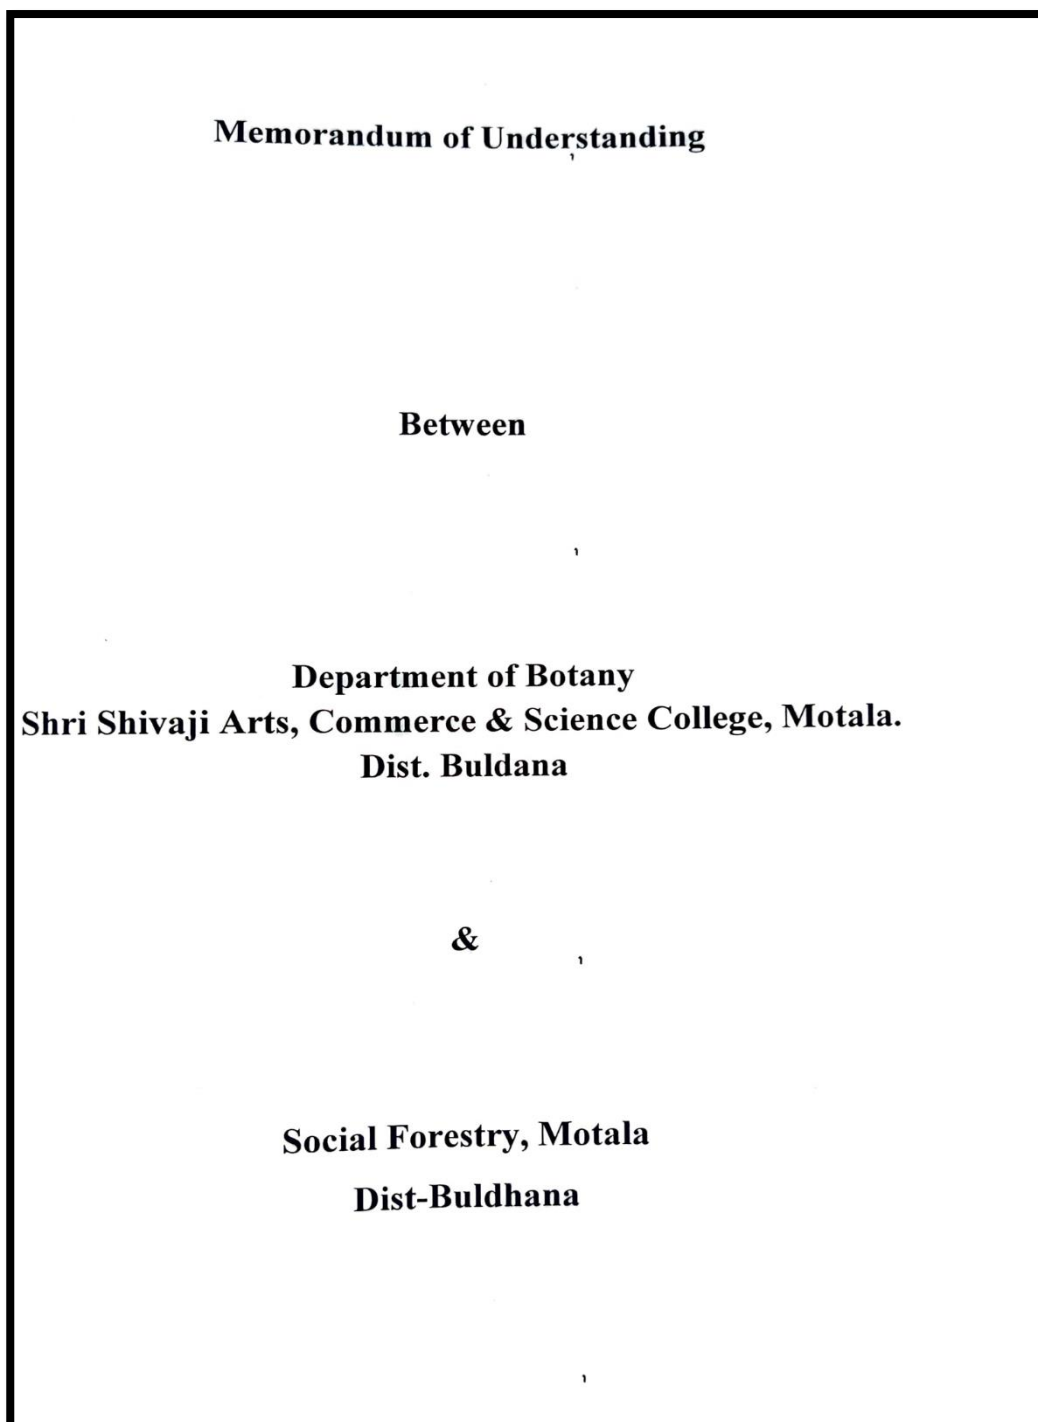 Memorandum of Understanding
Between
Department of Botany
Shri Shivaji Arts, Commerce & Science College, Motala.
Dist. Buldana
&
Social Forestry, Motala
Dist-Buldhana